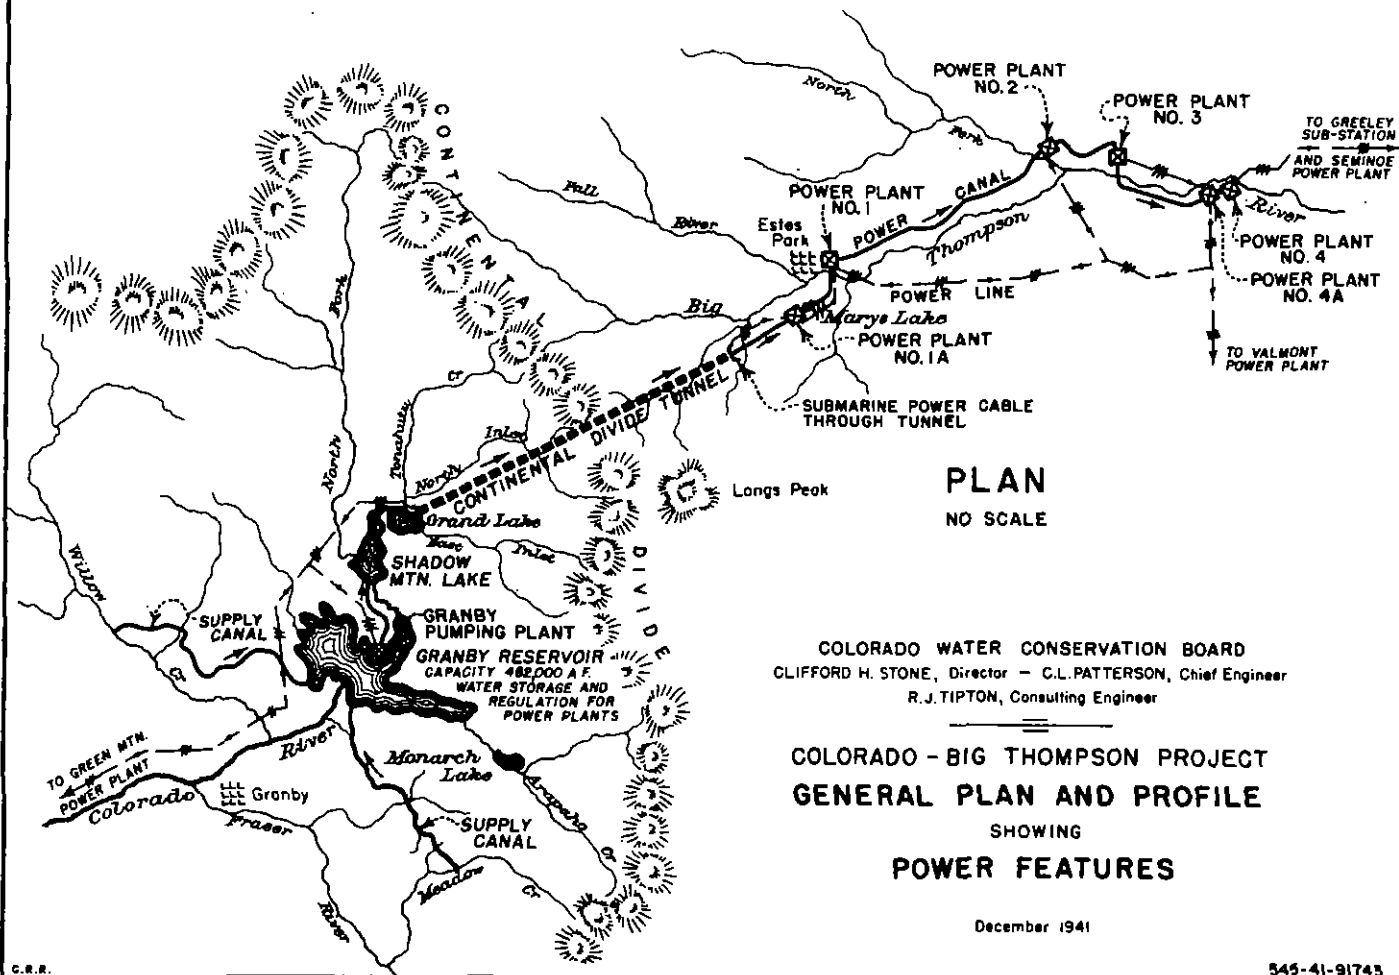 CONTINENTAL
DIVIDE
North
Fork
POWER PLANT
NO. 2
POWER PLANT
NO. 3
TO GREELEY
SUB-STATION
AND SEMINOE
POWER PLANT
Fall
River
Estes
Park
POWER PLANT
NO. 1
POWER CANAL
Thompson
River
POWER PLANT
NO. 4
POWER PLANT
NO. 4A
POWER LINE
Big
Marys Lake
POWER PLANT
NO. 1A
TO VALMONT
POWER PLANT
SUBMARINE POWER CABLE
THROUGH TUNNEL
CONTINENTAL DIVIDE TUNNEL
North
Fork
Tonahutu
Cr
North
Inlet
Longs Peak
PLAN
NO SCALE
Grand Lake
East
Inlet
SHADOW
MTN. LAKE
Willow
Cr
SUPPLY
CANAL
GRANBY
PUMPING PLANT
GRANBY RESERVOIR
CAPACITY 482,000 A F.
WATER STORAGE AND
REGULATION FOR
POWER PLANTS
TO GREEN MTN.
POWER PLANT
Colorado
River
Granby
Fraser
River
Monarch
Lake
Arapaho
Cr
SUPPLY
CANAL
Meadow
Cr
COLORADO WATER CONSERVATION BOARD
CLIFFORD H. STONE, Director - C.L. PATTERSON, Chief Engineer
R.J. TIPTON, Consulting Engineer
COLORADO - BIG THOMPSON PROJECT
GENERAL PLAN AND PROFILE
SHOWING
POWER FEATURES
December 1941
C.R.R.
545-41-91743